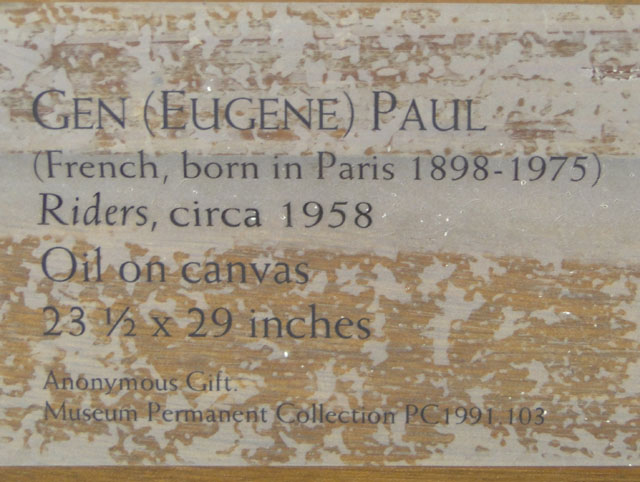 GEN (EUGENE) PAUL
(French, born in Paris 1898-1975)
Riders, circa 1958
Oil on canvas
23 ½ x 29 inches
Anonymous Gift.
Museum Permanent Collection PC1991.103